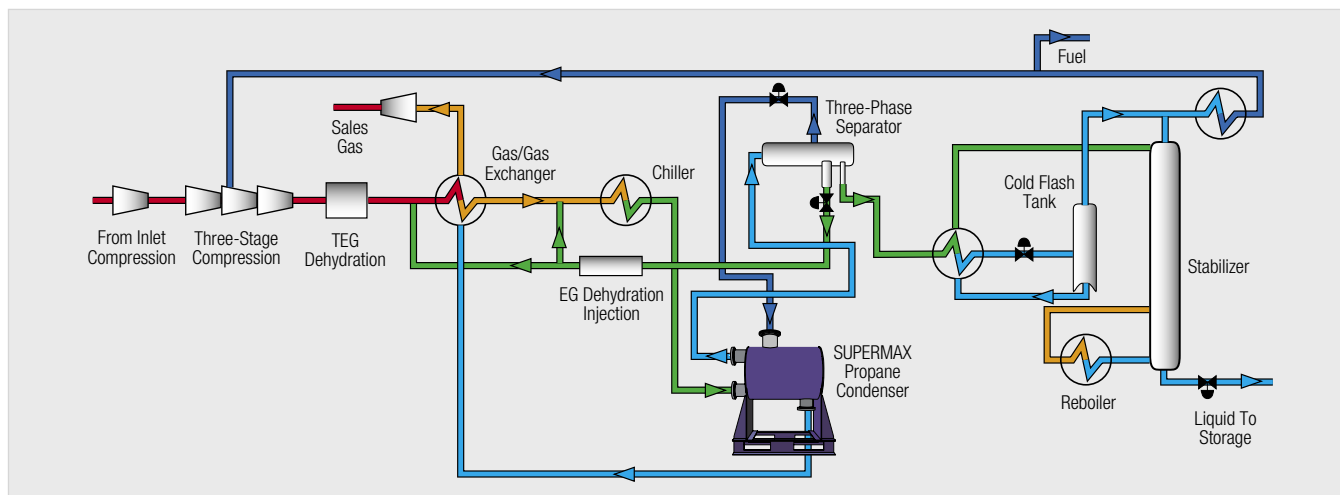 Fuel
Three-Phase
Separator
Sales
Gas
Gas/Gas
Exchanger
Chiller
Cold Flash
Tank
From Inlet
Compression
Three-Stage
Compression
TEG
Dehydration
Stabilizer
EG Dehydration
Injection
SUPERMAX
Propane
Condenser
Reboiler
Liquid To
Storage